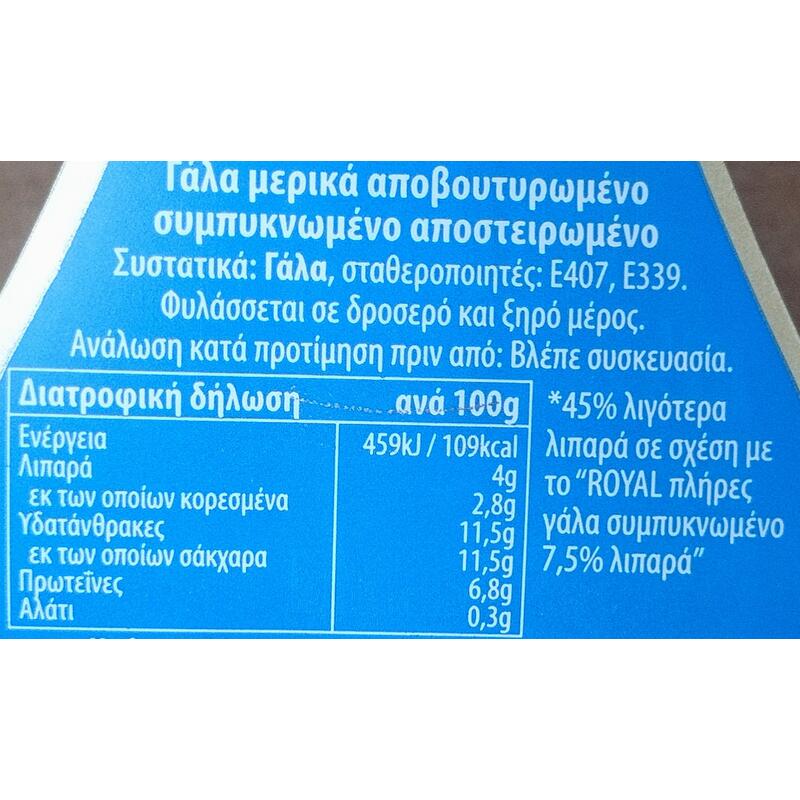 Γάλα μερικά αποβουτυρωμένο
συμπυκνωμένο αποστειρωμένο
Συστατικά: Γάλα, σταθεροποιητές: Ε407, Ε339.
Φυλάσσεται σε δροσερό και ξηρό μέρος.
Ανάλωση κατά προτίμηση πριν από: Βλέπε συσκευασία.
Διατροφική δήλωση ανά 100g
Ενέργεια 459kJ / 109kcal
Λιπαρά 4g
εκ των οποίων κορεσμένα 2,8g
Υδατάνθρακες 11,5g
εκ των οποίων σάκχαρα 11,5g
Πρωτεΐνες 6,8g
Αλάτι 0,3g
*45% λιγότερα
λιπαρά σε σχέση με
το “ROYAL πλήρες
γάλα συμπυκνωμένο
7,5% λιπαρά”